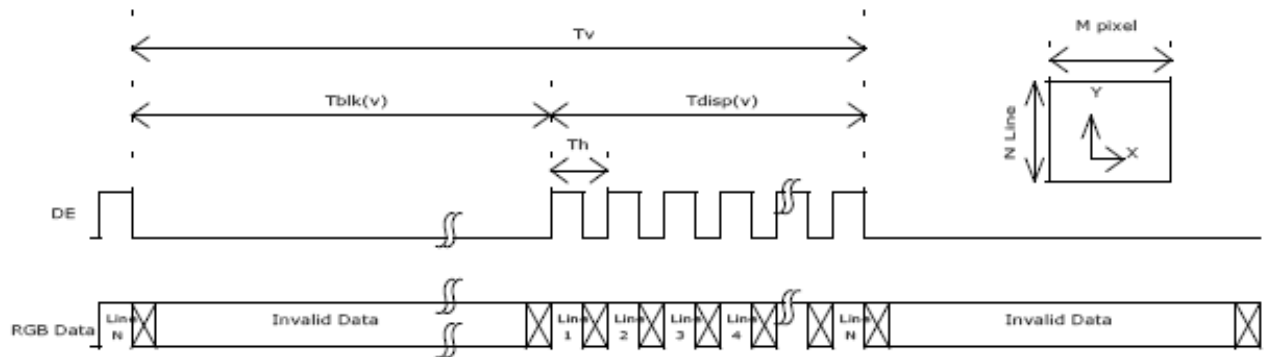 Tv
M pixel
Tblk(v)
Tdisp(v)
Y
N Line
Th
X
DE
RGB Data
Line N
Invalid Data
Line 1
Line 2
Line 3
Line 4
Line N
Invalid Data